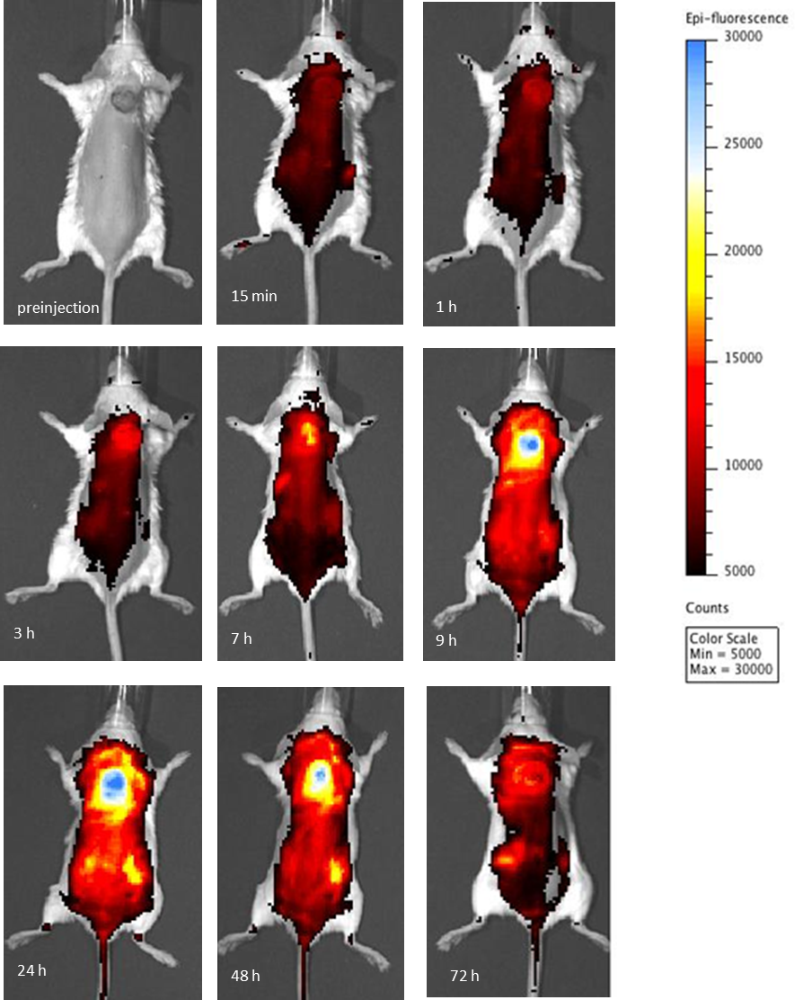 Epi-fluorescence
30000
25000
20000
15000
10000
5000
Counts
Color Scale
Min = 5000
Max = 30000
preinjection
15 min
1 h
3 h
7 h
9 h
24 h
48 h
72 h